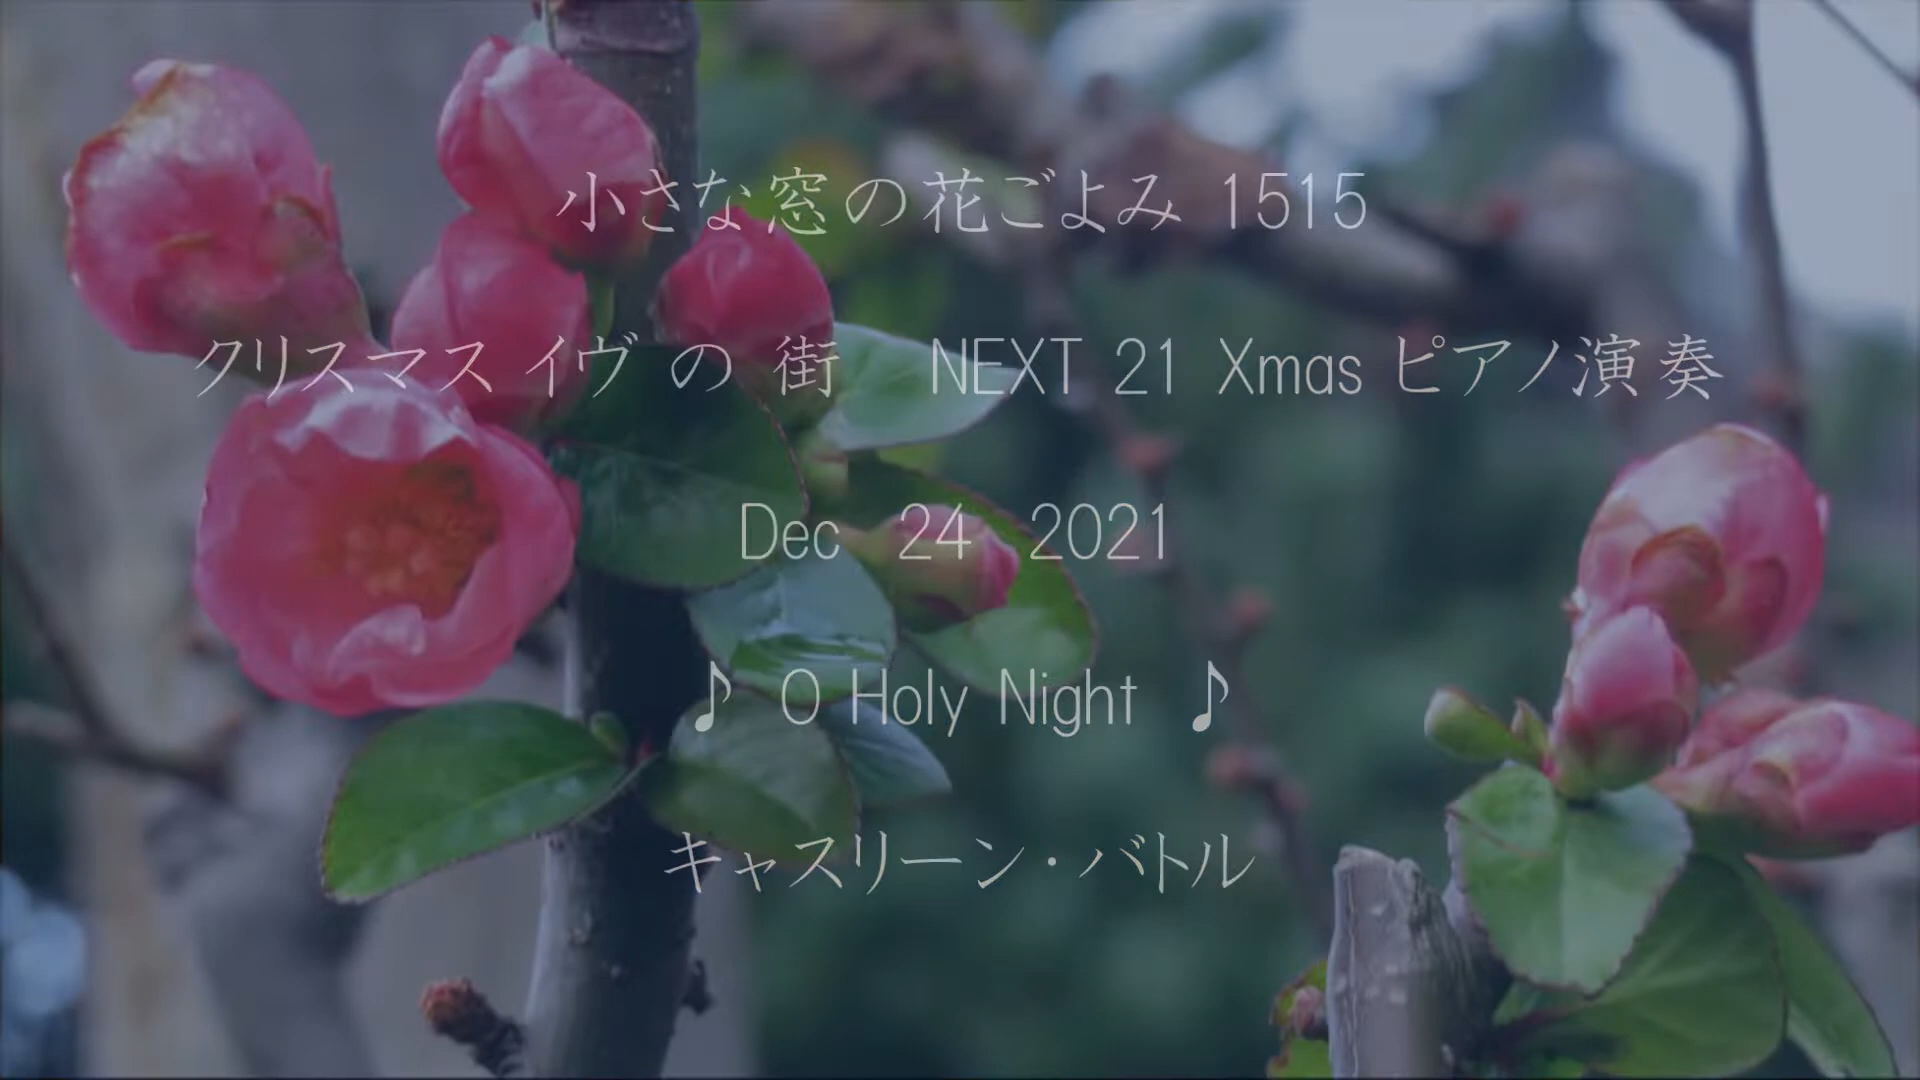 小さな窓の花ごよみ 1515
クリスマスイヴ の 街 NEXT 21 Xmas ピアノ演奏
Dec 24 2021
♪ O Holy Night ♪
キャスリーン・バトル